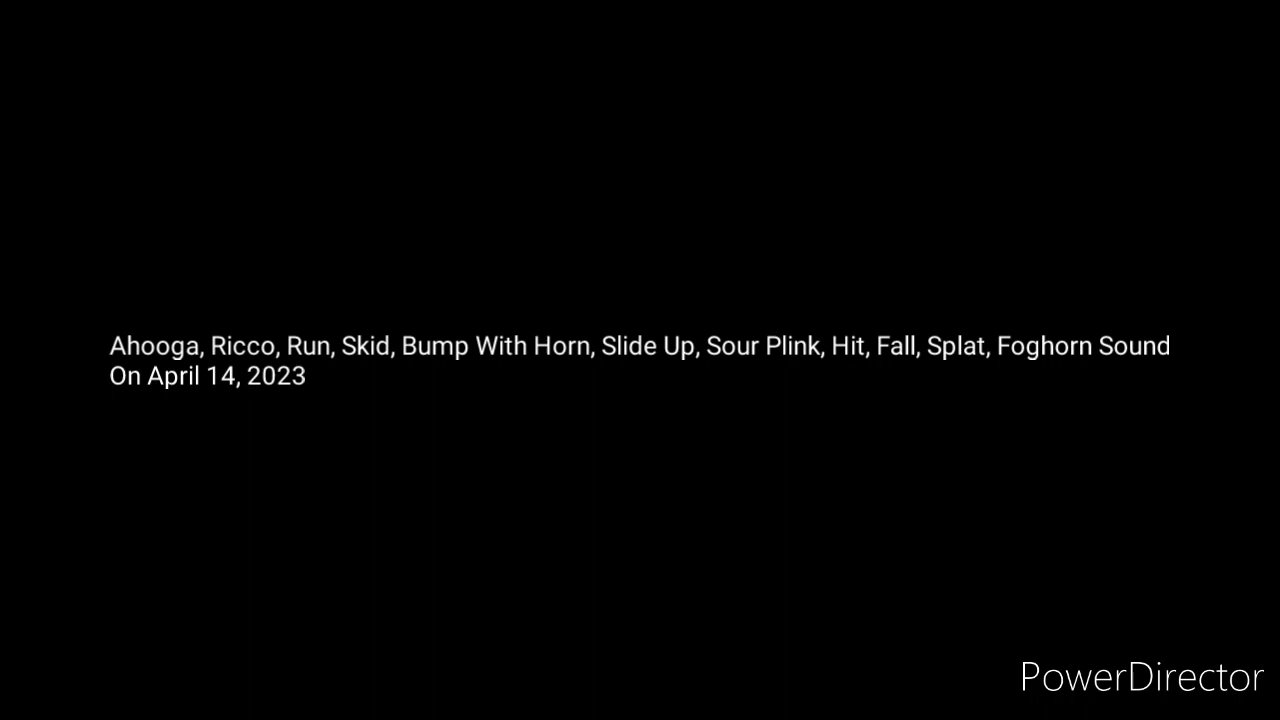 Ahooga, Ricco, Run, Skid, Bump With Horn, Slide Up, Sour Plink, Hit, Fall, Splat, Foghorn Sound
On April 14, 2023
PowerDirector